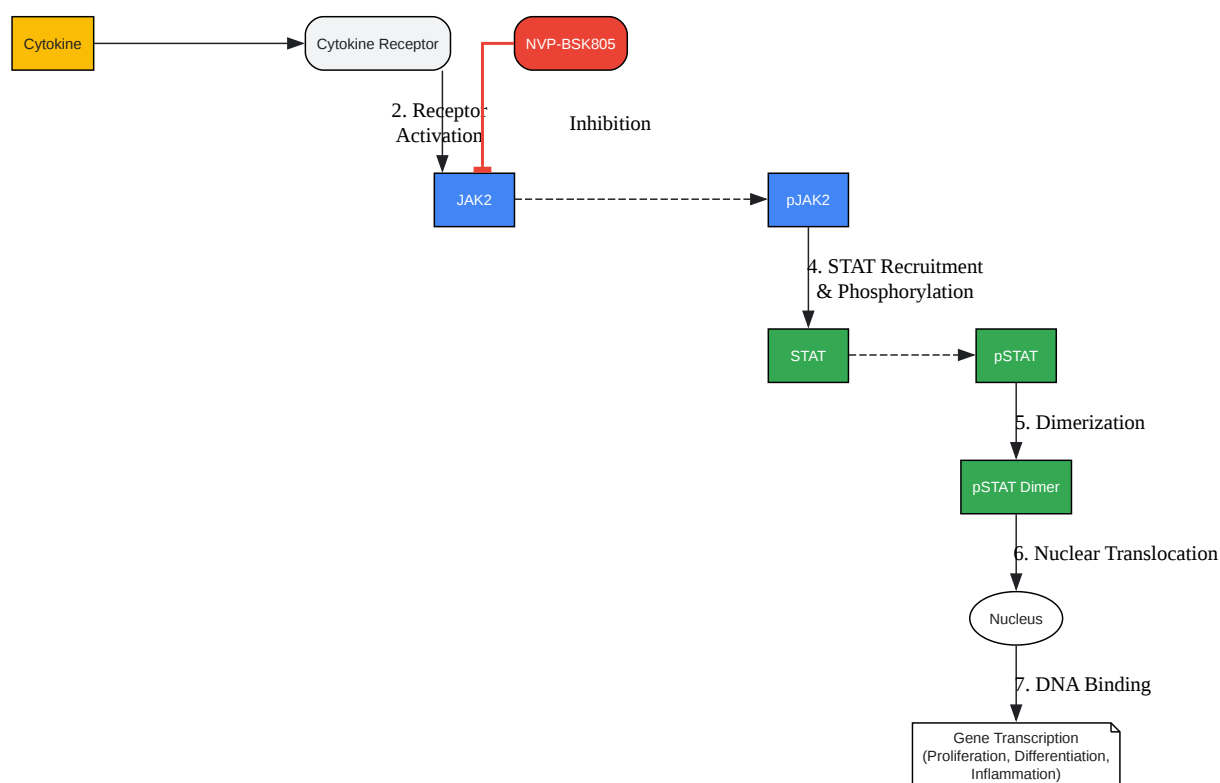 Cytokine
Cytokine Receptor
NVP-BSK805
2. Receptor
Activation
Inhibition
JAK2
pJAK2
4. STAT Recruitment
& Phosphorylation
STAT
pSTAT
5. Dimerization
pSTAT Dimer
6. Nuclear Translocation
Nucleus
7. DNA Binding
Gene Transcription
(Proliferation, Differentiation,
Inflammation)